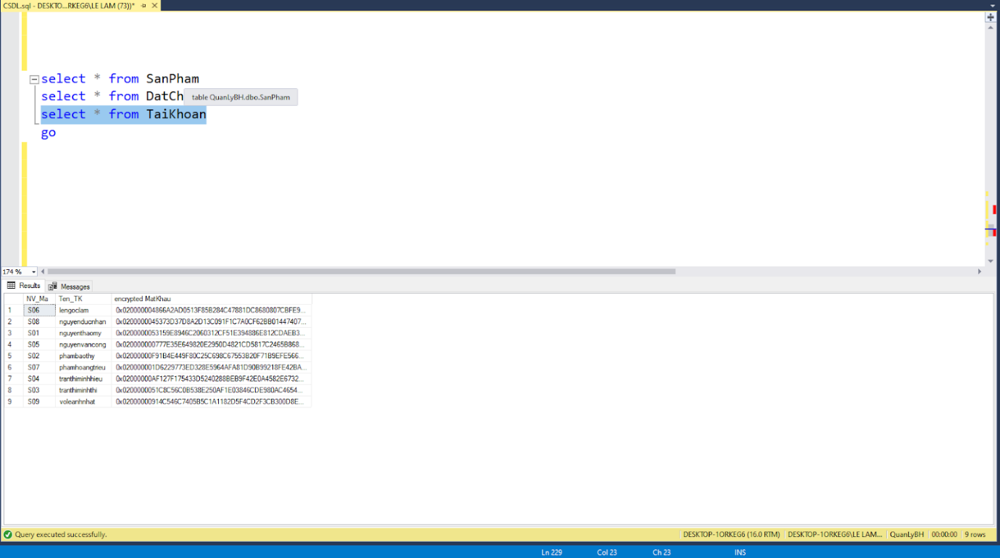 CSDL.sql - DESKTO...RKEG6\LE LAM (73))*
select * from SanPham
select * from DatCh
table QuanLyBH.dbo.SanPham
select * from TaiKhoan
go
174 %
Results Messages
NV_Ma Ten_TK encrypted MatKhau
1 S06 lengoclam 0x020000004866A2AD0513F85B284C47881DC8680807CBFE9...
2 S08 nguyenducnhan 0x020000045373D37D8A2D13C091F1C7A0CF62BB01447407...
3 S01 nguyenthaomy 0x0200000053159E8946C2060312CF51E394886E812CDAEB3...
4 S05 nguyenvancong 0x020000000777E35E649820E2950D4821CD5817C2465B868...
5 S02 phambaothy 0x02000000F91B4E449F80C25C698C67553B20F71B9EFE566...
6 S07 phamhoangtrieu 0x020000001D6229773ED328E5964AFA81D90B99218FE42BA...
7 S04 tranthiminhhieu 0x02000000AF127F175433D5240288BEB9F42E0A4582E6732...
8 S03 tranthiminhthi 0x0200000051C8C56C0B538E250AF1E03846CDE980AC4654...
9 S09 voleanhnhat 0x02000000914C546C7405B5C1A1182D5F4CD2F3CB300D8E...
Query executed successfully.
DESKTOP-1ORKEG6 (16.0 RTM) DESKTOP-1ORKEG6\LE LAM... QuanLyBH 00:00:00 9 rows
Ln 229 Col 23 Ch 23 INS